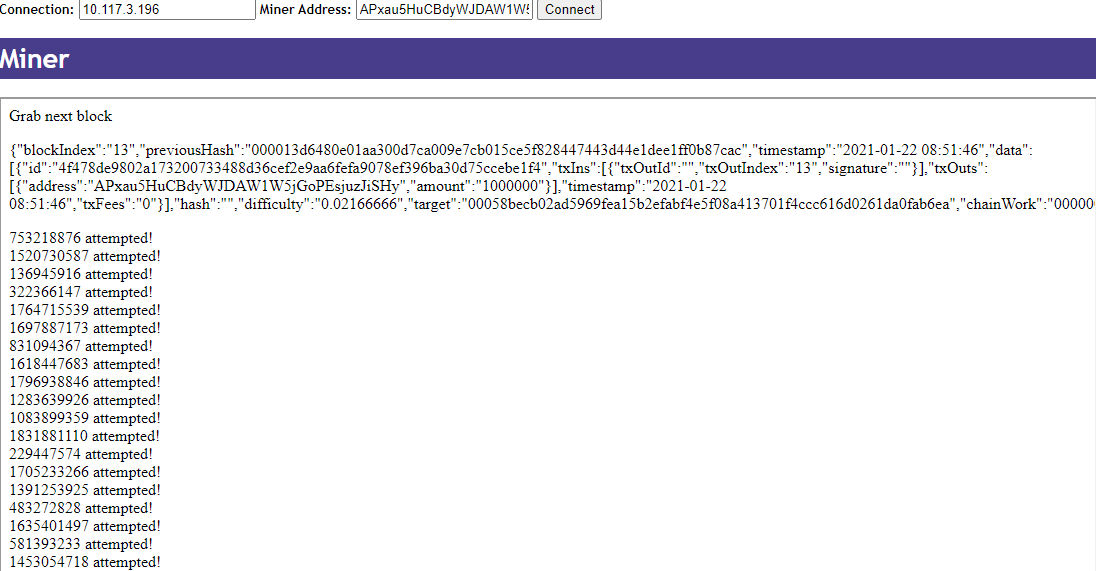 Connection: 10.117.3.196 Miner Address: APxau5HuCBdyWJDAW1W5 Connect
Miner
Grab next block
{"blockIndex":"13","previousHash":"000013d6480e01aa300d7ca009e7cb015ce5f828447443d44e1dee1ff0b87cac","timestamp":"2021-01-22 08:51:46","data":
[{"id":"4f478de9802a173200733488d36cef2e9aa6fefa9078ef396ba30d75ccebe1f4","txIns":[{"txOutId":"","txOutIndex":"13","signature":""}],"txOuts":
[{"address":"APxau5HuCBdyWJDAW1W5jGoPEsjuzJiSHy","amount":"1000000"}],"timestamp":"2021-01-22
08:51:46","txFees":"0"}],"hash":"","difficulty":"0.02166666","target":"00058becb02ad5969fea15b2efabf4e5f08a413701f4ccc616d0261da0fab6ea","chainWork":"00000
753218876 attempted!
1520730587 attempted!
136945916 attempted!
322366147 attempted!
1764715539 attempted!
1697887173 attempted!
831094367 attempted!
1618447683 attempted!
1796938846 attempted!
1283639926 attempted!
1083899359 attempted!
1831881110 attempted!
229447574 attempted!
1705233266 attempted!
1391253925 attempted!
483272828 attempted!
1635401497 attempted!
581393233 attempted!
1453054718 attempted!